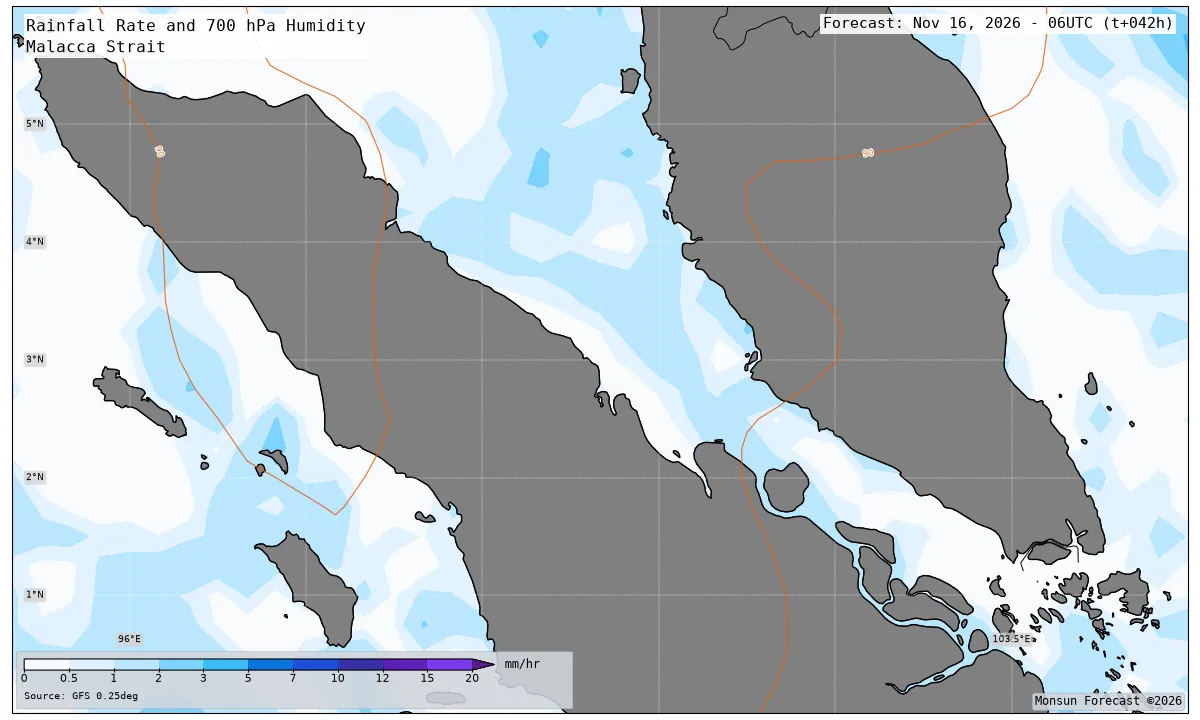 Rainfall Rate and 700 hPa Humidity
Malacca Strait
Forecast: Nov 16, 2026 - 06UTC (t+042h)
5°N
90
90
4°N
3°N
2°N
1°N
96°E
103.5°E
0 0.5 1 2 3 5 7 10 12 15 20 mm/hr
Source: GFS 0.25deg
Monsun Forecast ©2026